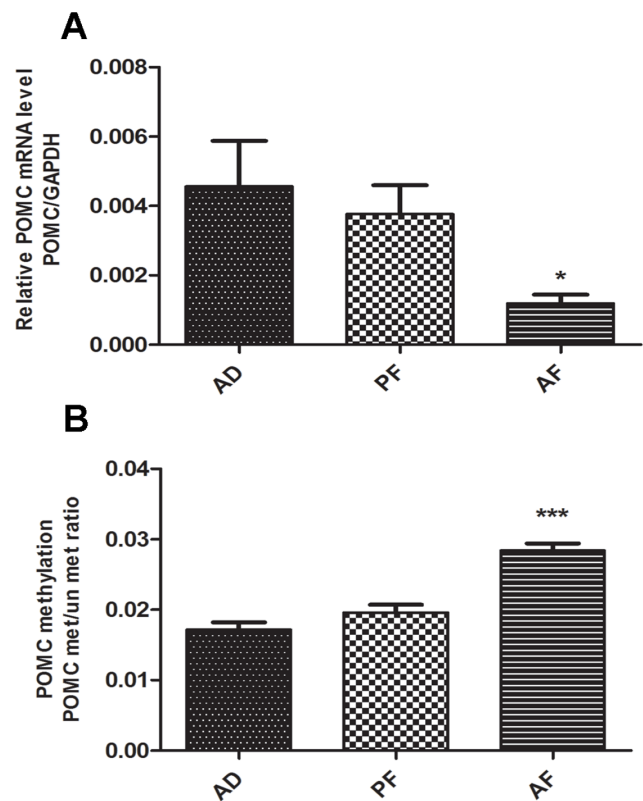 A
Relative POMC mRNA level
POMC/GAPDH
0.008
0.006
0.004
0.002
0.000
*
AD
PF
AF
B
POMC methylation
POMC met/un met ratio
0.04
0.03
0.02
0.01
0.00
***
AD
PF
AF